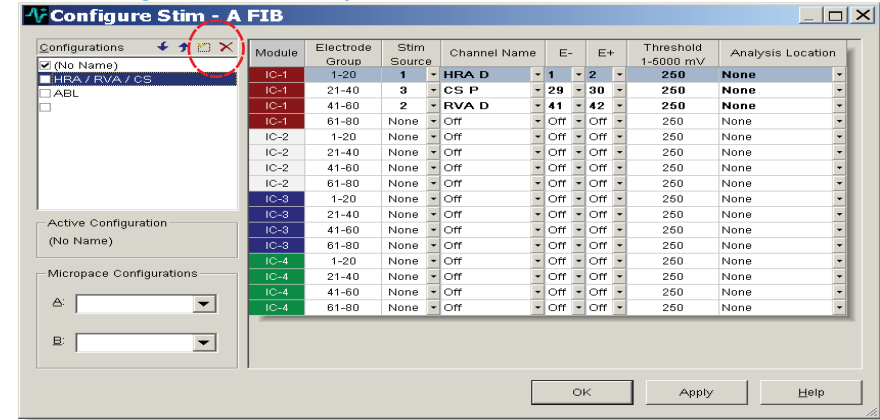 Configure Stim - A FIB
Configurations
(No Name)
HRA / RVA / CS
ABL
Active Configuration
(No Name)
Micropace Configurations
A:
B:
Module Electrode Group Stim Source Channel Name E- E+ Threshold 1-5000 mV Analysis Location
IC-1 1-20 1 HRA D 1 2 250 None
IC-1 21-40 3 CS P 29 30 250 None
IC-1 41-60 2 RVA D 41 42 250 None
IC-1 61-80 None Off Off Off 250 None
IC-2 1-20 None Off Off Off 250 None
IC-2 21-40 None Off Off Off 250 None
IC-2 41-60 None Off Off Off 250 None
IC-2 61-80 None Off Off Off 250 None
IC-3 1-20 None Off Off Off 250 None
IC-3 21-40 None Off Off Off 250 None
IC-3 41-60 None Off Off Off 250 None
IC-3 61-80 None Off Off Off 250 None
IC-4 1-20 None Off Off Off 250 None
IC-4 21-40 None Off Off Off 250 None
IC-4 41-60 None Off Off Off 250 None
IC-4 61-80 None Off Off Off 250 None
OK Apply Help